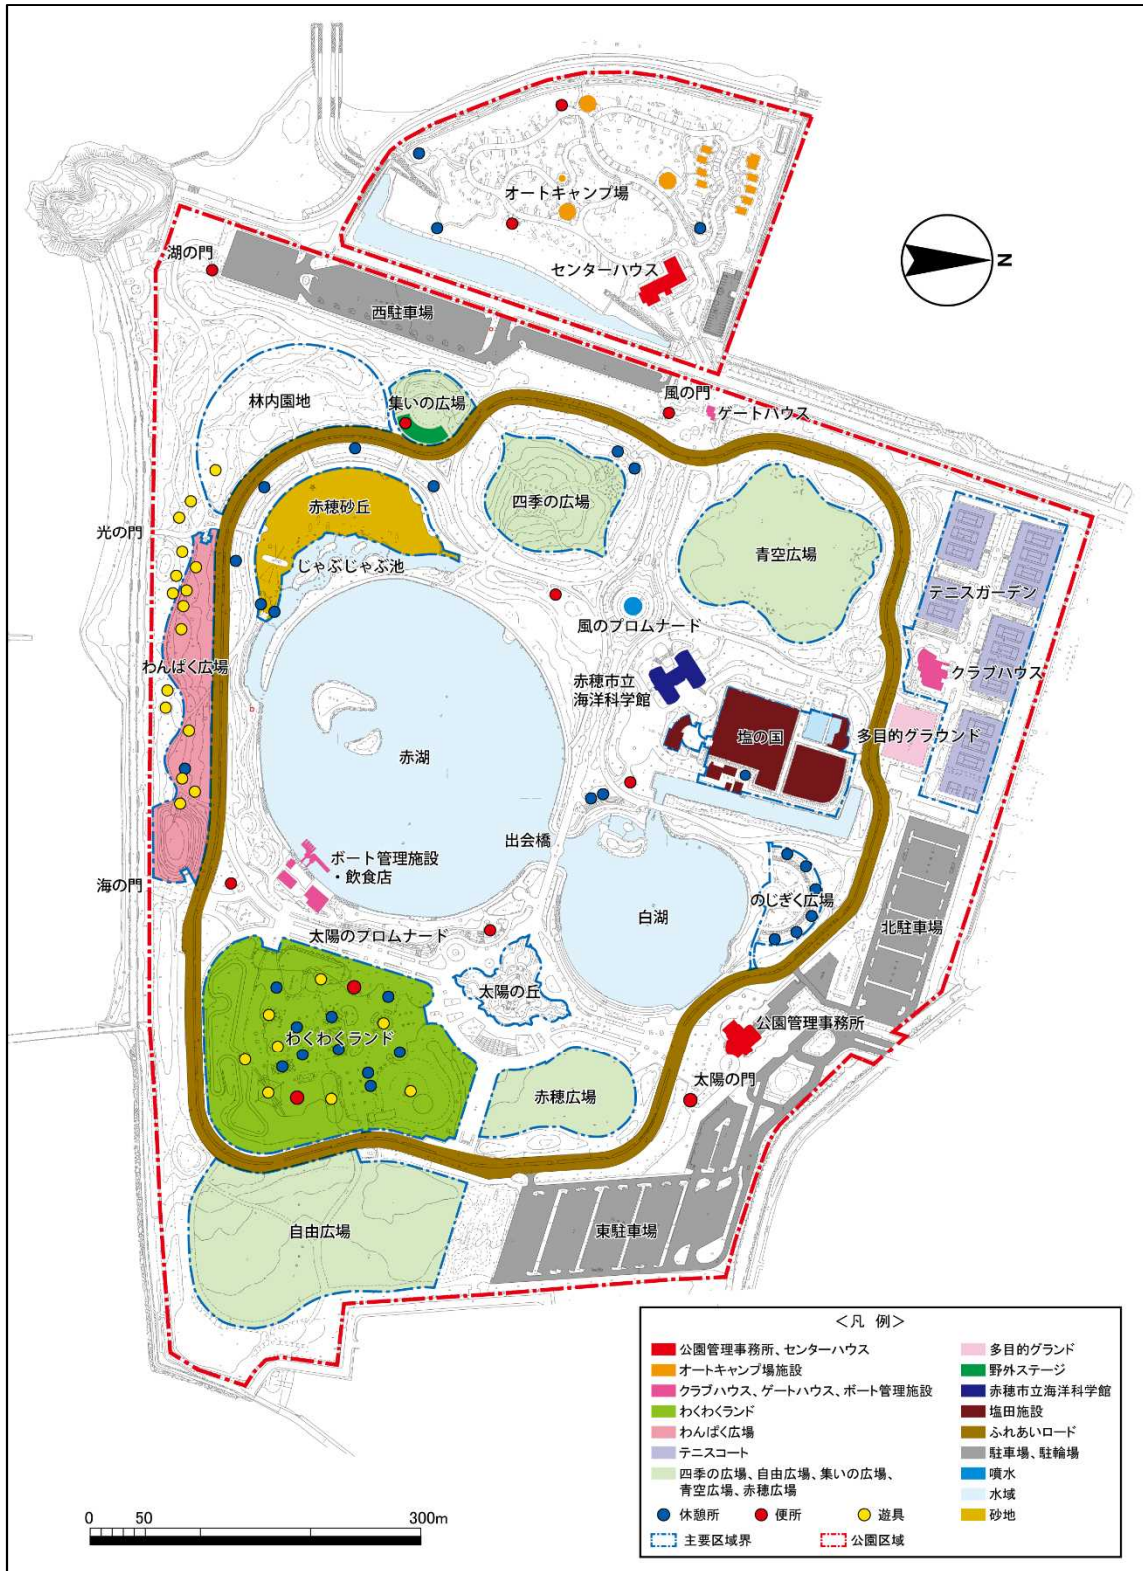 オートキャンプ場
湖の門
センターハウス
N
西駐車場
風の門
ゲートハウス
林内園地
集いの広場
赤穂砂丘
四季の広場
光の門
じゃぶじゃぶ池
青空広場
テニスガーデン
風のプロムナード
わんぱく広場
クラブハウス
赤穂市立
海洋科学館
塩の国
多目的グラウンド
赤湖
出会橋
ボート管理施設
・飲食店
海の門
のじぎく広場
白湖
北駐車場
太陽のプロムナード
太陽の丘
公園管理事務所
わくわくランド
太陽の門
赤穂広場
自由広場
東駐車場
＜凡 例＞
公園管理事務所、センターハウス
オートキャンプ場施設
クラブハウス、ゲートハウス、ボート管理施設
わくわくランド
わんぱく広場
テニスコート
四季の広場、自由広場、集いの広場、
青空広場、赤穂広場
多目的グランド
野外ステージ
赤穂市立海洋科学館
塩田施設
ふれあいロード
駐車場、駐輪場
噴水
水域
砂地
休憩所 便所 遊具
主要区域界 公園区域
0 50 300m